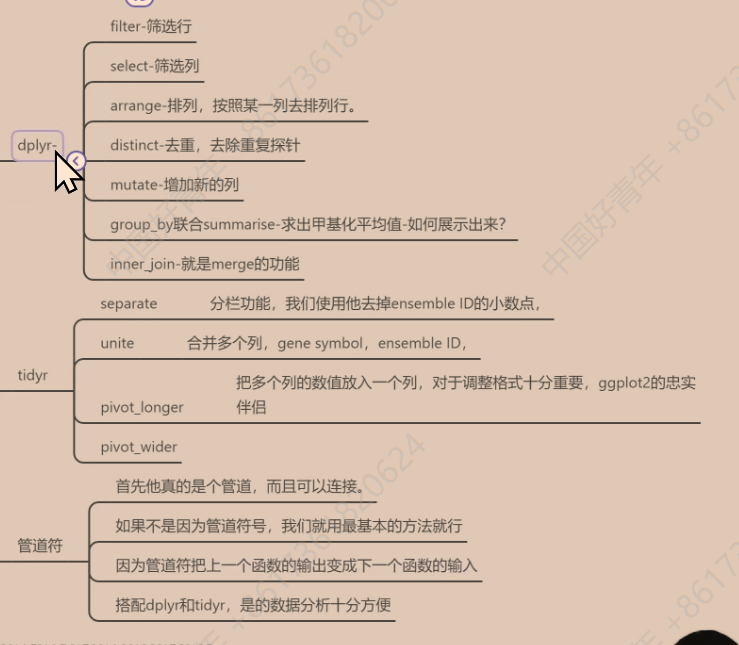 filter-筛选行
select-筛选列
arrange-排列，按照某一列去排列行。
dplyr-
distinct-去重，去除重复探针
mutate-增加新的列
group_by联合summarise-求出甲基化平均值-如何展示出来？
inner_join-就是merge的功能
separate 分栏功能，我们使用他去掉ensemble ID的小数点，
unite 合并多个列，gene symbol，ensemble ID，
tidyr
把多个列的数值放入一个列，对于调整格式十分重要，ggplot2的忠实
伴侣
pivot_longer
pivot_wider
首先他真的是个管道，而且可以连接。
如果不是因为管道符号，我们就用最基本的方法就行
管道符
因为管道符把上一个函数的输出变成下一个函数的输入
搭配dplyr和tidyr，是的数据分析十分方便
中国好青年 +8617361820624
中国好青年 +86173